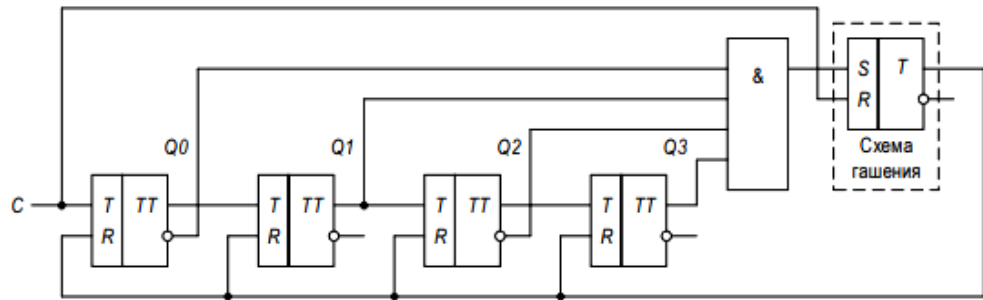 &
S T
R
Схема
гашения
Q0 Q1 Q2 Q3
C
T TT T TT T TT T TT
R R R R